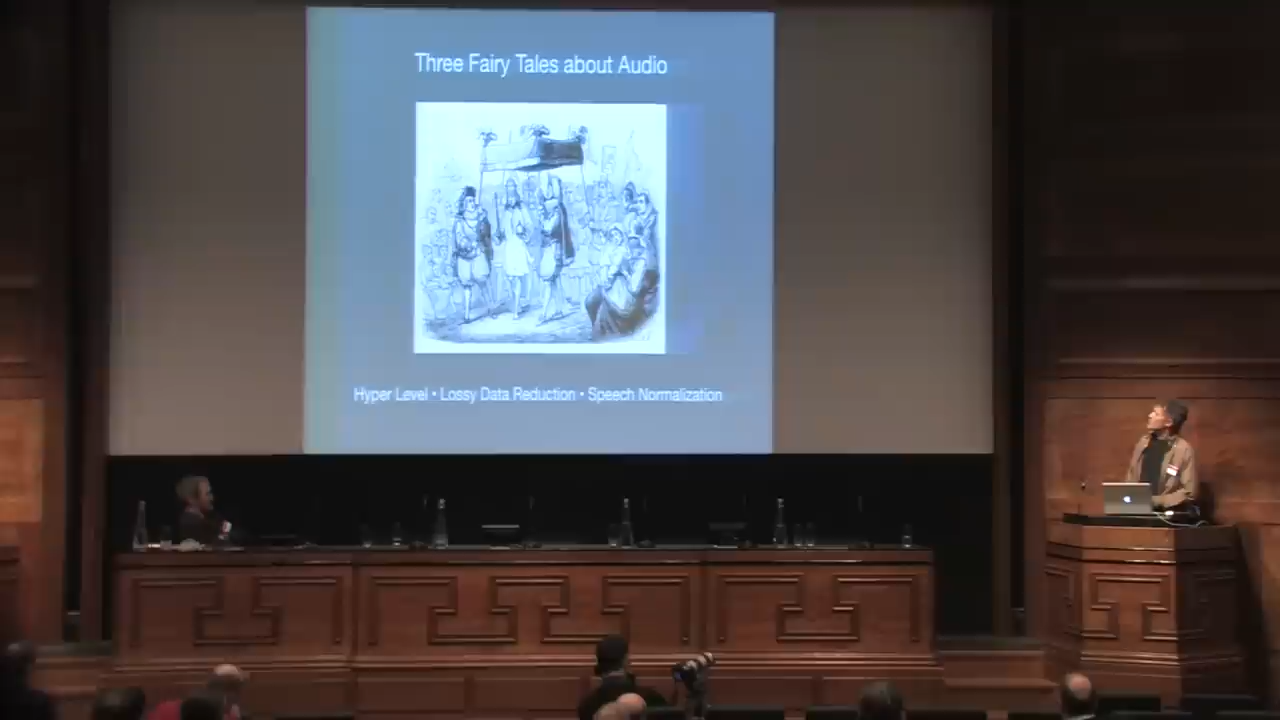 Three Fairy Tales about Audio
Hyper Level • Lossy Data Reduction • Speech Normalization